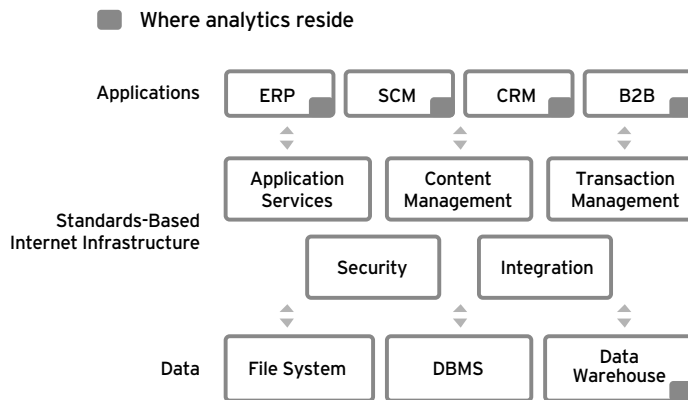 Where analytics reside
Applications
ERP
SCM
CRM
B2B
Application
Services
Content
Management
Transaction
Management
Standards-Based
Internet Infrastructure
Security
Integration
Data
File System
DBMS
Data
Warehouse